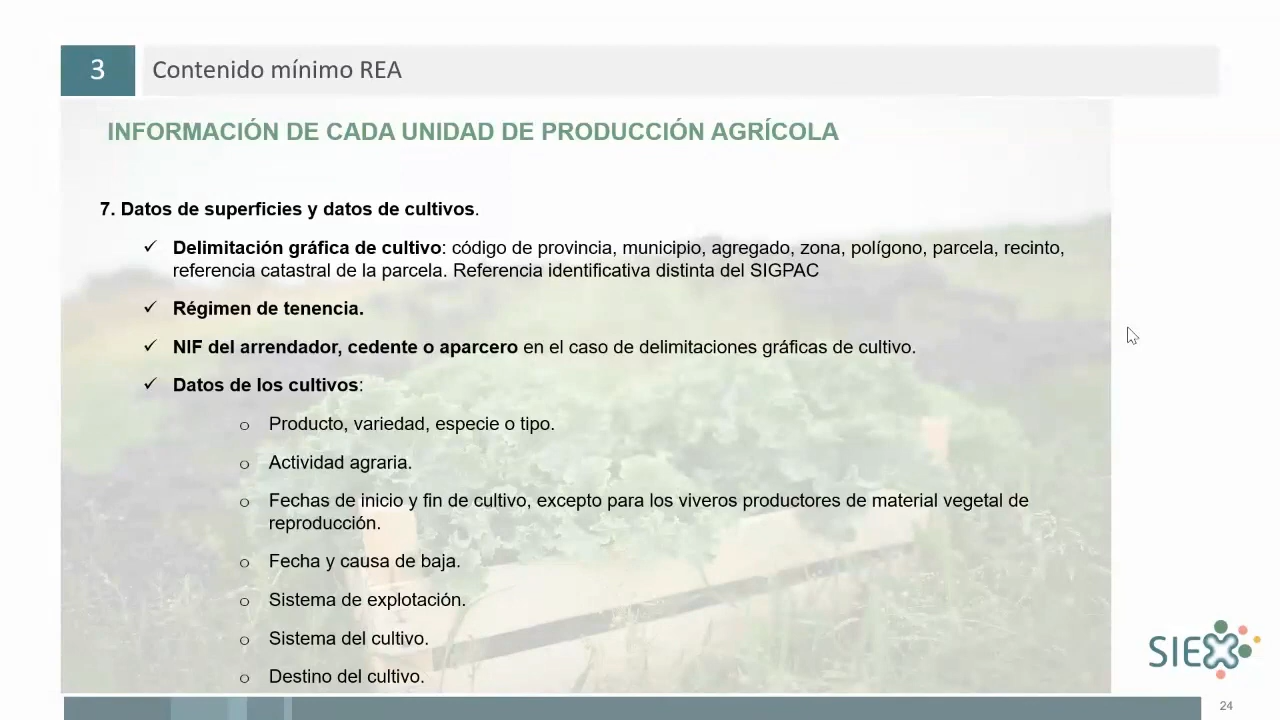 3
Contenido mínimo REA
INFORMACIÓN DE CADA UNIDAD DE PRODUCCIÓN AGRÍCOLA
7. Datos de superficies y datos de cultivos.
✓ Delimitación gráfica de cultivo: código de provincia, municipio, agregado, zona, polígono, parcela, recinto,
referencia catastral de la parcela. Referencia identificativa distinta del SIGPAC
✓ Régimen de tenencia.
✓ NIF del arrendador, cedente o aparcero en el caso de delimitaciones gráficas de cultivo.
✓ Datos de los cultivos:
o Producto, variedad, especie o tipo.
o Actividad agraria.
o Fechas de inicio y fin de cultivo, excepto para los viveros productores de material vegetal de
reproducción.
o Fecha y causa de baja.
o Sistema de explotación.
o Sistema del cultivo.
o Destino del cultivo.
SIEX
24